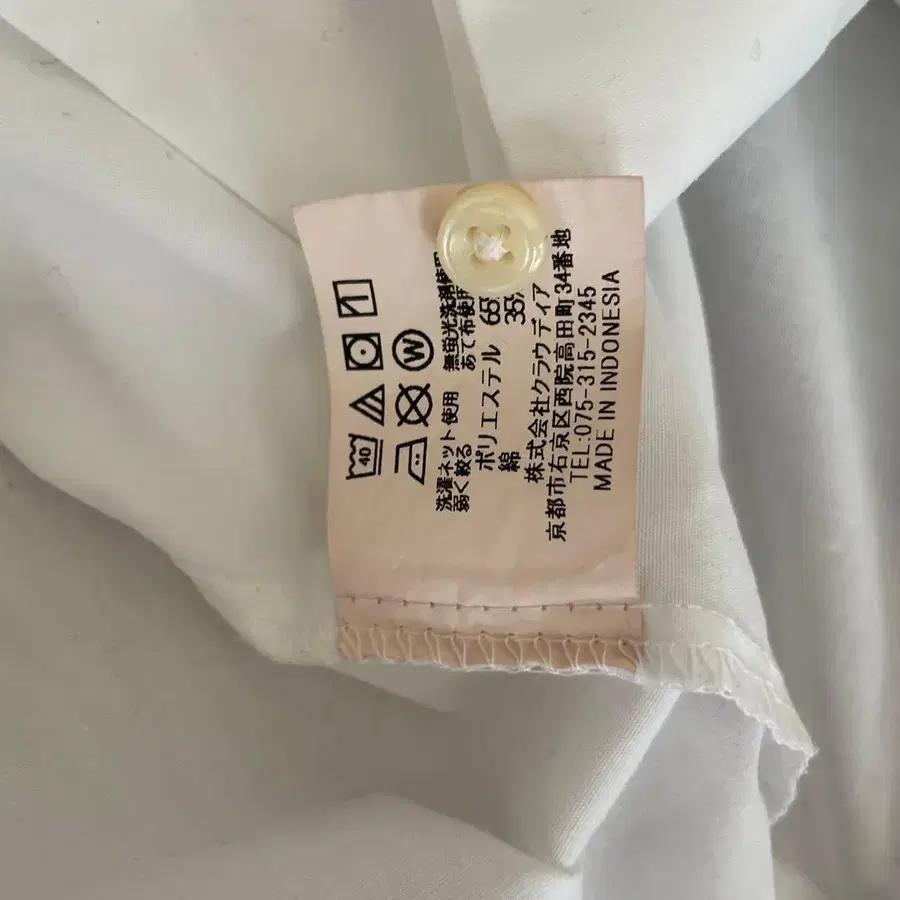 40
W
洗濯ネット使用 無蛍光洗剤使用
弱く絞る あて布使用
ポリエステル 65%
綿 35%
株式会社クラウディア
京都市右京区西院高田町34番地
TEL:075-315-2345
MADE IN INDONESIA